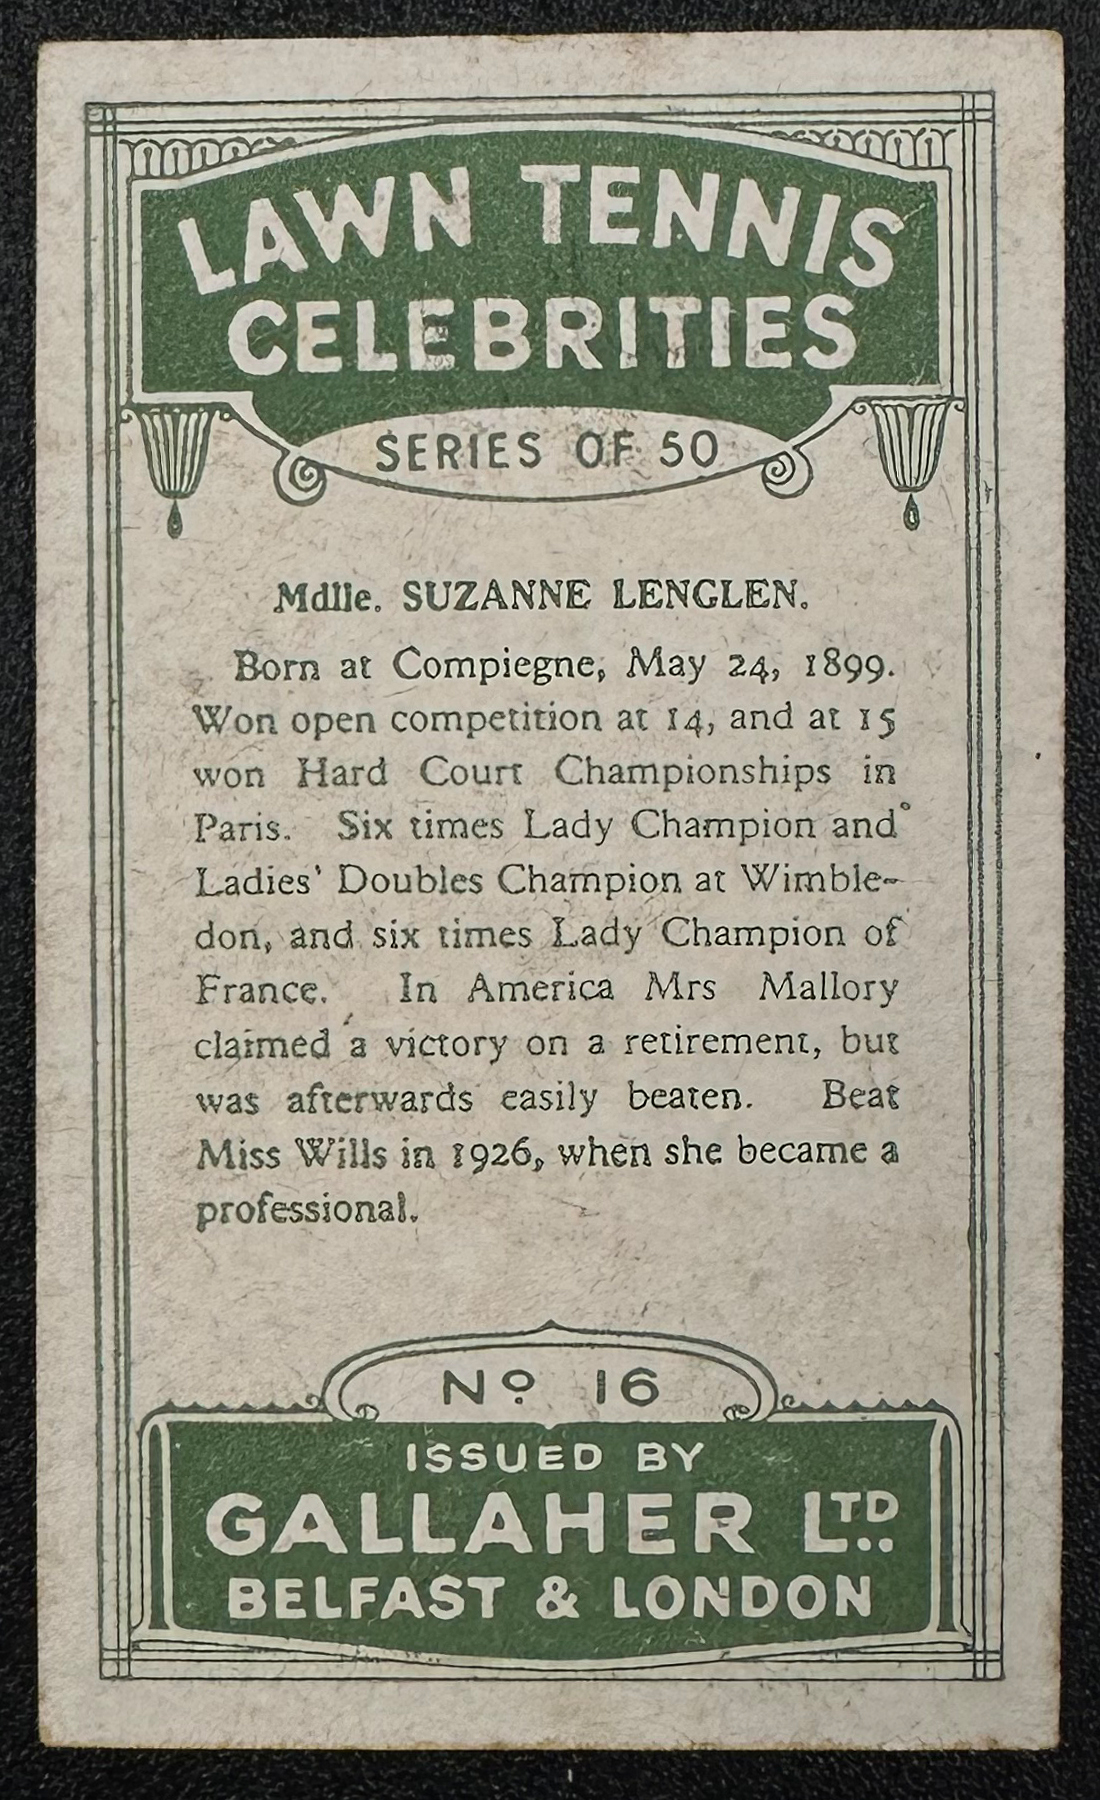 LAWN TENNIS
CELEBRITIES
SERIES OF 50
Mdlle. SUZANNE LENGLEN.
Born at Compiegne, May 24, 1899.
Won open competition at 14, and at 15
won Hard Court Championships in
Paris. Six times Lady Champion and
Ladies' Doubles Champion at Wimble-
don, and six times Lady Champion of
France. In America Mrs Mallory
claimed a victory on a retirement, but
was afterwards easily beaten. Beat
Miss Wills in 1926, when she became a
professional.
Nº 16
ISSUED BY
GALLAHER LTD.
BELFAST & LONDON